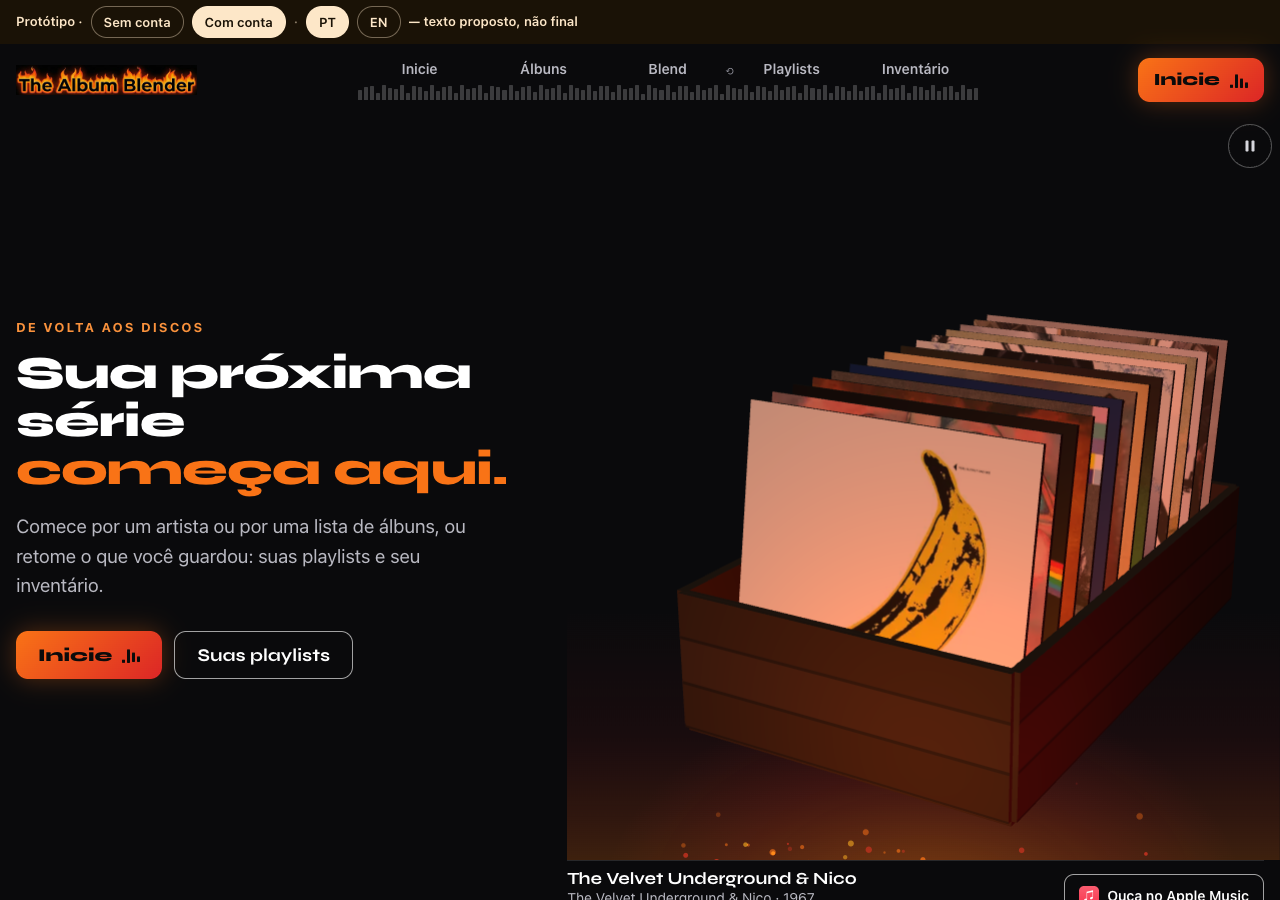 Protótipo · Sem conta Com conta · PT EN — texto proposto, não final
The Album Blender
Inicie Álbuns Blend Playlists Inventário
Inicie
DE VOLTA AOS DISCOS
Sua próxima
série
começa aqui.
Comece por um artista ou por uma lista de álbuns, ou
retome o que você guardou: suas playlists e seu
inventário.
Inicie
Suas playlists
The Velvet Underground & Nico
The Velvet Underground & Nico · 1967
Ouça no Apple Music